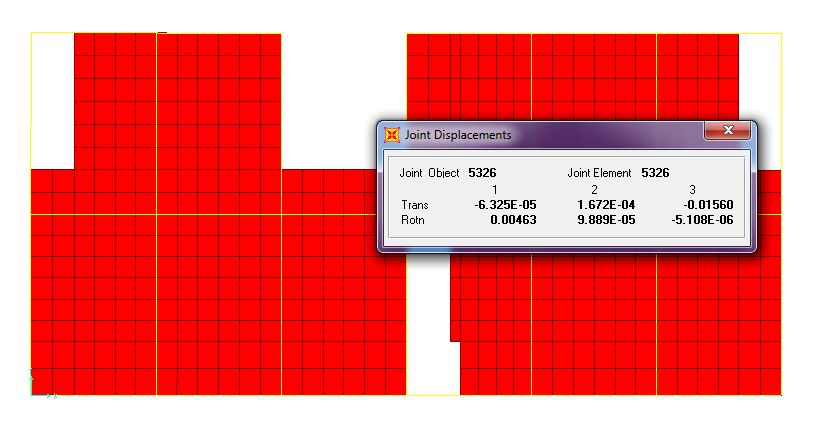 Joint Displacements
Joint Object 5326 Joint Element 5326
1 2 3
Trans -6.325E-05 1.672E-04 -0.01560
Rotn 0.00463 9.889E-05 -5.108E-06